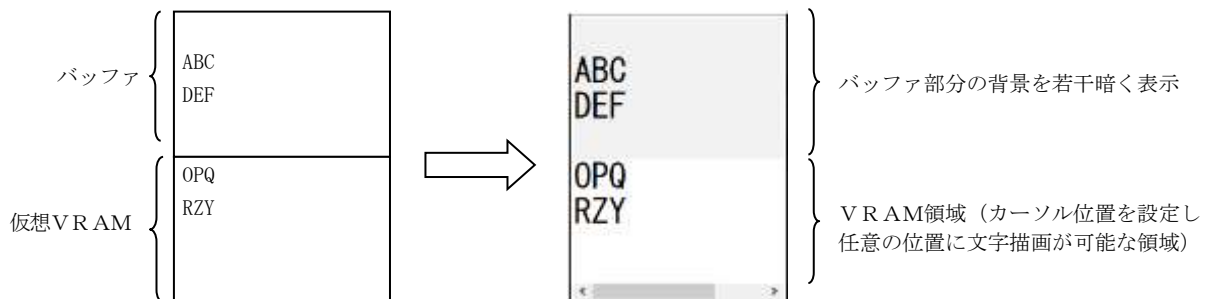 バッファ
ABC
DEF
仮想ＶＲＡＭ
OPQ
RZY
ABC
DEF
OPQ
RZY
バッファ部分の背景を若干暗く表示
ＶＲＡＭ領域（カーソル位置を設定し
任意の位置に文字描画が可能な領域）